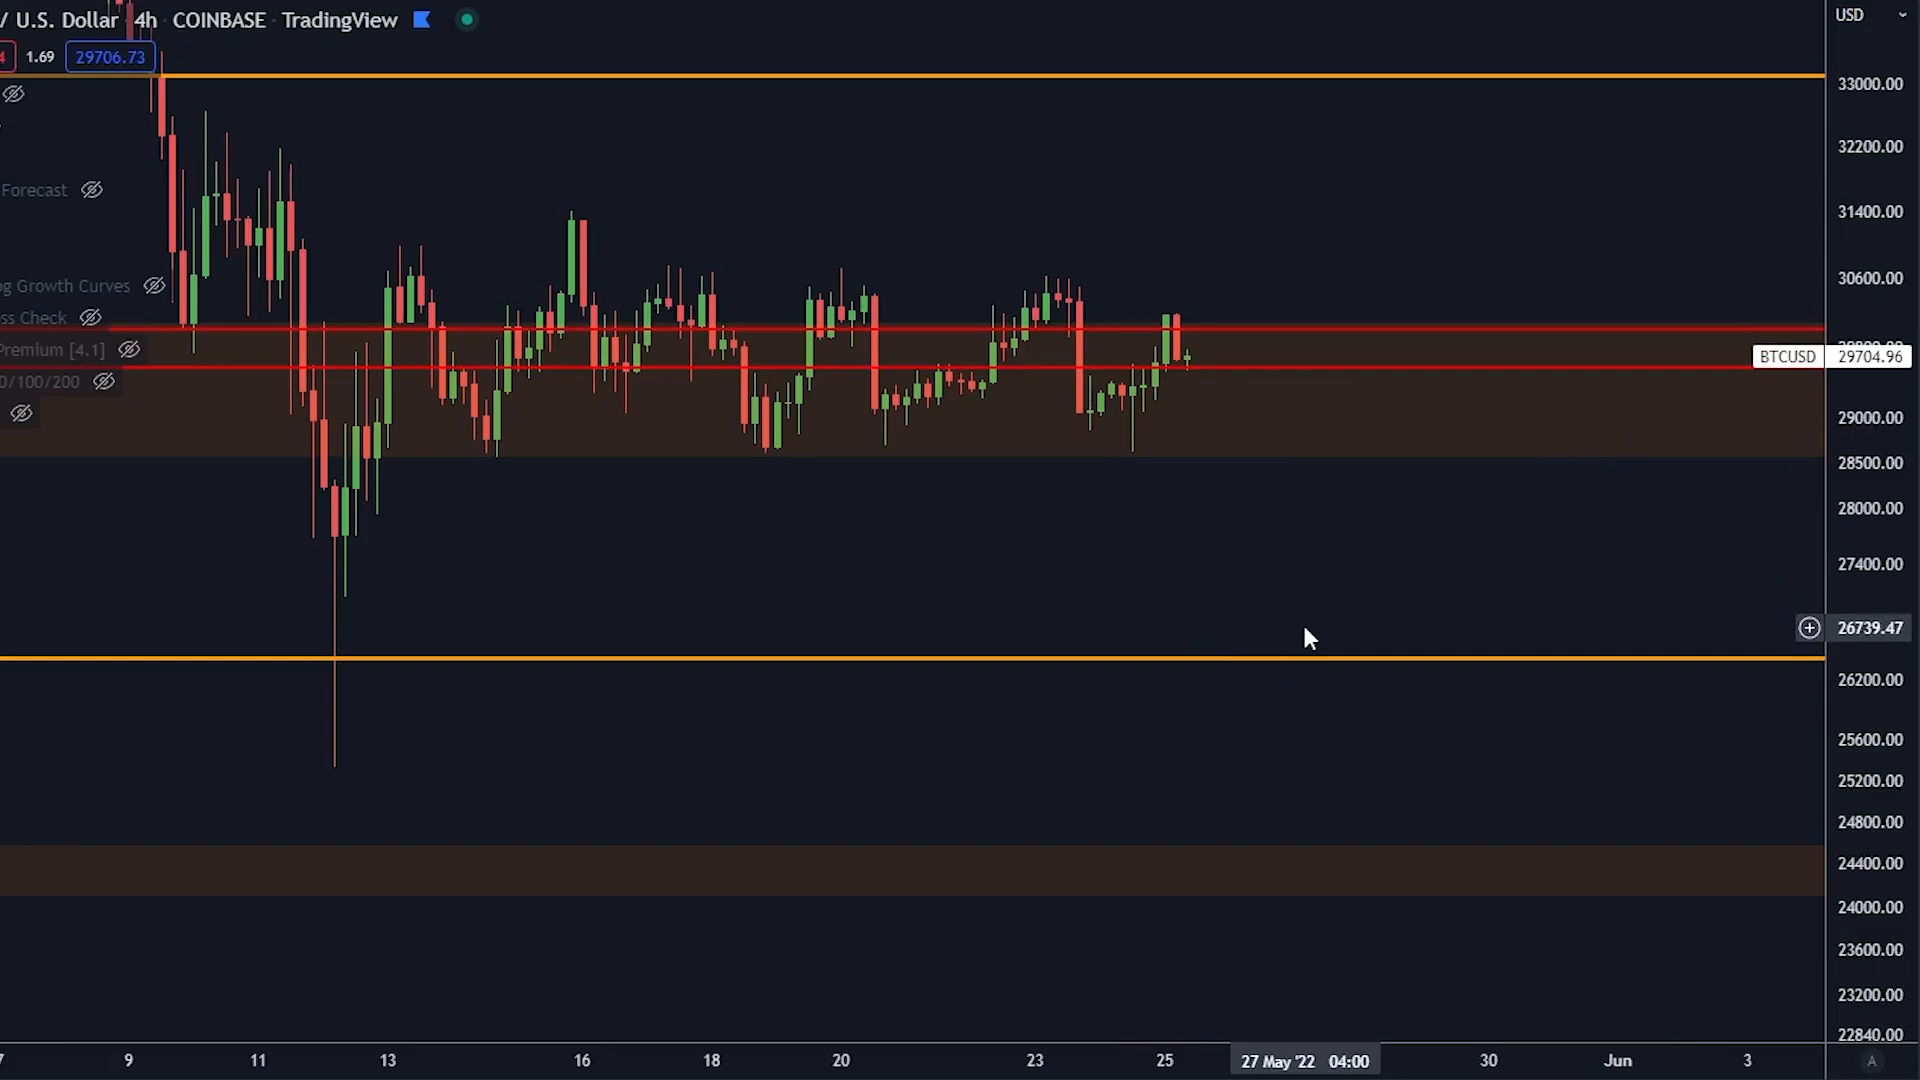 / U.S. Dollar · 4h · COINBASE · TradingView
4 1.69 29706.73
Forecast
og Growth Curves
oss Check
Premium [4.1]
0/100/200
USD
33000.00
32200.00
31400.00
30600.00
BTCUSD 29704.96
29000.00
28500.00
28000.00
27400.00
26739.47
26200.00
25600.00
25200.00
24800.00
24400.00
24000.00
23600.00
23200.00
22840.00
7 9 11 13 16 18 20 23 25 27 May '22 04:00 30 Jun 3 A